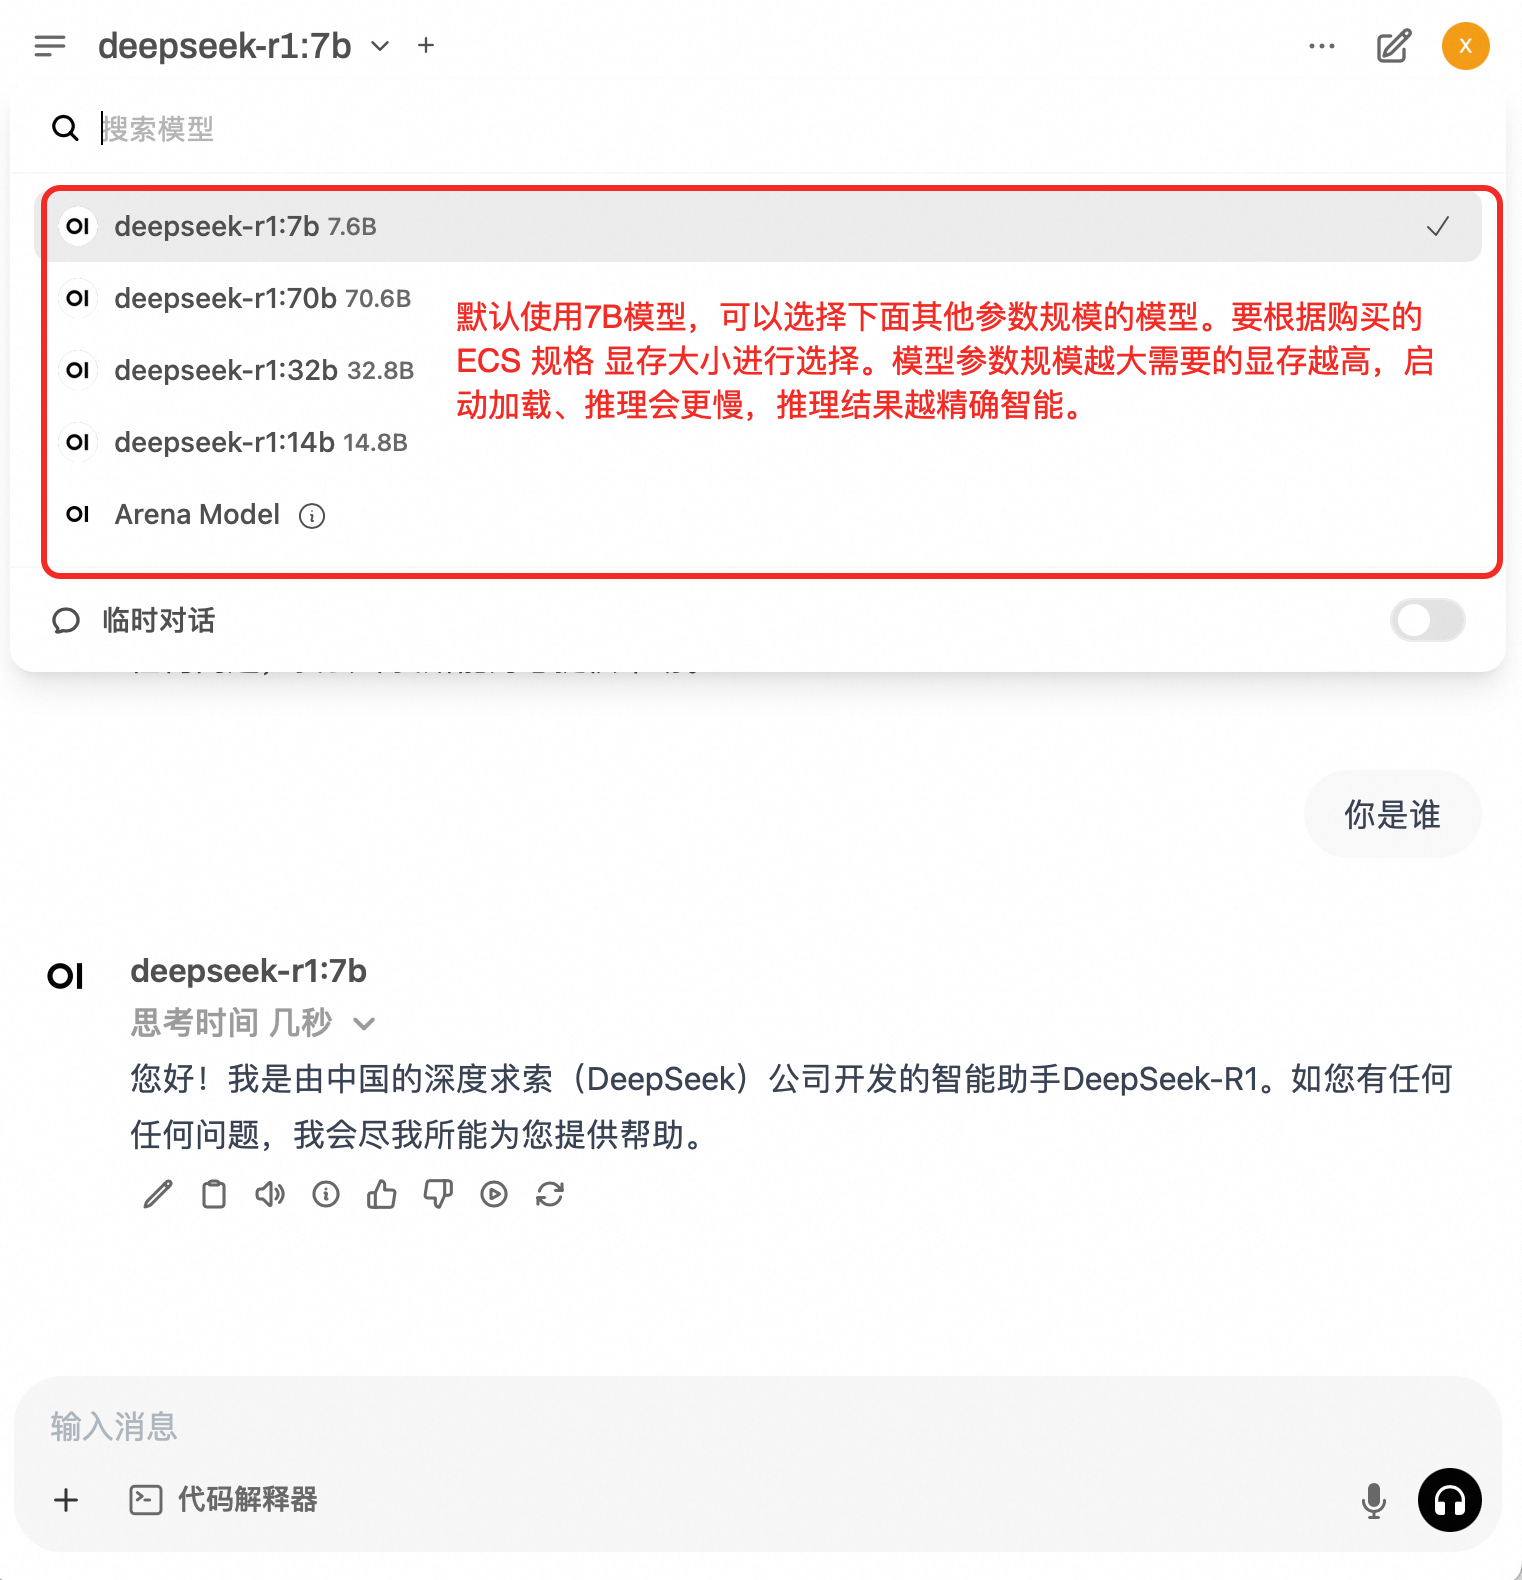 deepseek-r1:7b
X
搜索模型
OI deepseek-r1:7b 7.6B
OI deepseek-r1:70b 70.6B
OI deepseek-r1:32b 32.8B
OI deepseek-r1:14b 14.8B
OI Arena Model
默认使用7B模型，可以选择下面其他参数规模的模型。要根据购买的
ECS 规格 显存大小进行选择。模型参数规模越大需要的显存越高，启
动加载、推理会更慢，推理结果越精确智能。
临时对话
你是谁
OI deepseek-r1:7b
思考时间 几秒
您好！我是由中国的深度求索（DeepSeek）公司开发的智能助手DeepSeek-R1。如您有任何
任何问题，我会尽我所能为您提供帮助。
输入消息
代码解释器